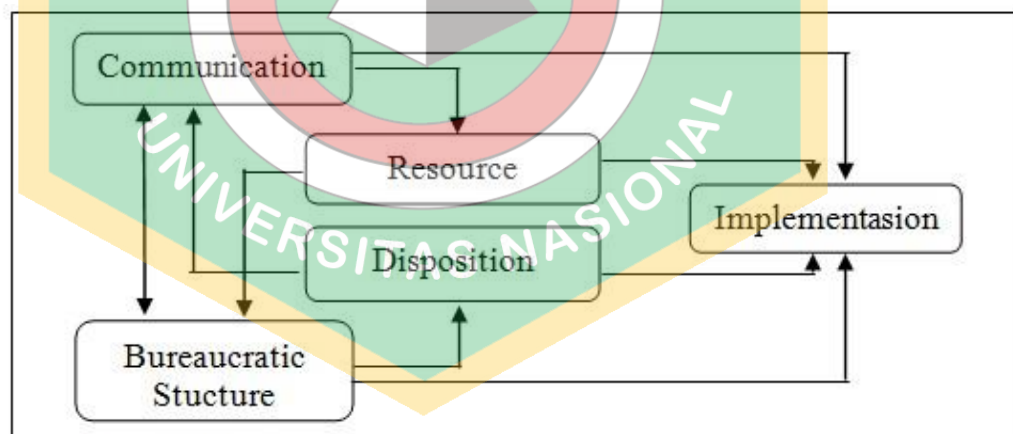 Communication
Resource
Implementasion
Disposition
Bureaucratic
Stucture
UNIVERSITAS NASIONAL